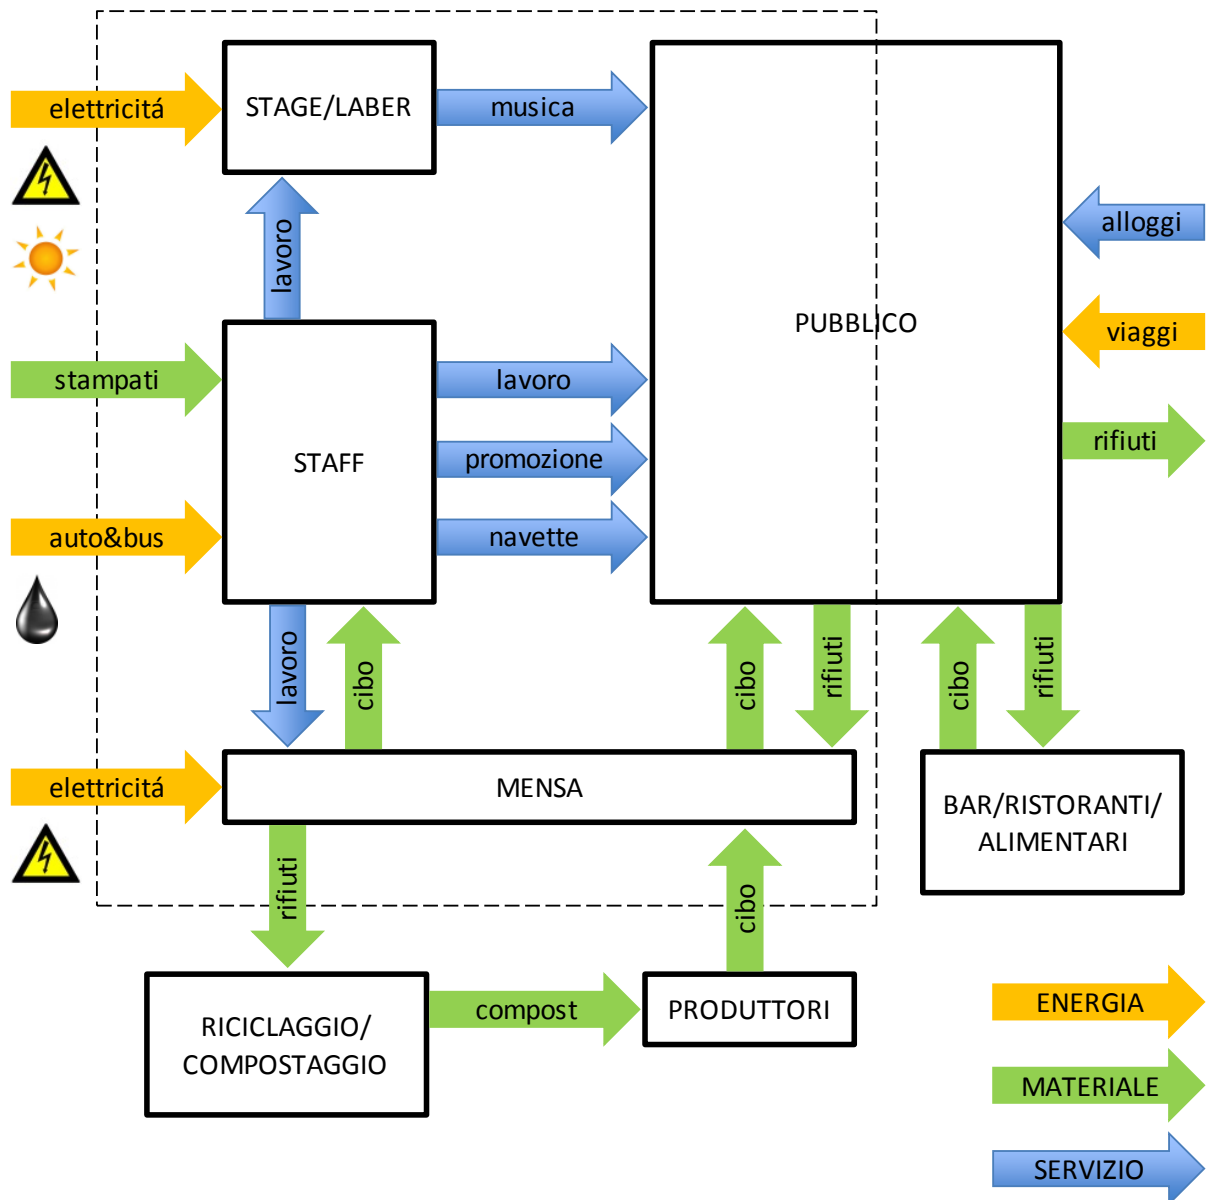 elettricitá
STAGE/LABER
musica
lavoro
alloggi
PUBBLICO
viaggi
stampati
lavoro
rifiuti
STAFF
promozione
auto&bus
navette
lavoro
cibo
cibo
rifiuti
cibo
rifiuti
elettricitá
MENSA
BAR/RISTORANTI/
ALIMENTARI
rifiuti
cibo
RICICLAGGIO/
COMPOSTAGGIO
compost
PRODUTTORI
ENERGIA
MATERIALE
SERVIZIO